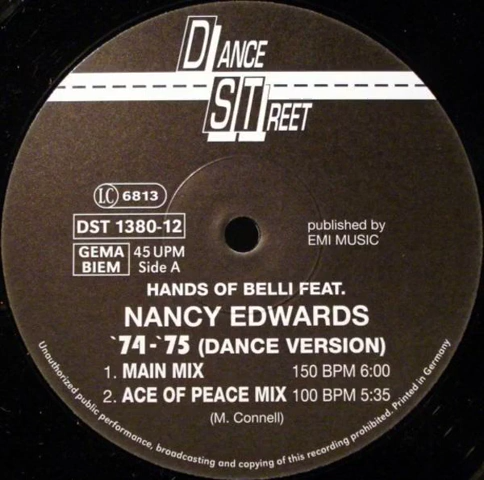 DANCE
STREET
LC 6813
DST 1380-12
GEMA
BIEM
45 UPM
Side A
published by
EMI MUSIC
HANDS OF BELLI FEAT.
NANCY EDWARDS
`74-`75 (DANCE VERSION)
1. MAIN MIX 150 BPM 6:00
2. ACE OF PEACE MIX 100 BPM 5:35
(M. Connell)
Unauthorized public performance, broadcasting and copying of this recording prohibited. Printed in Germany